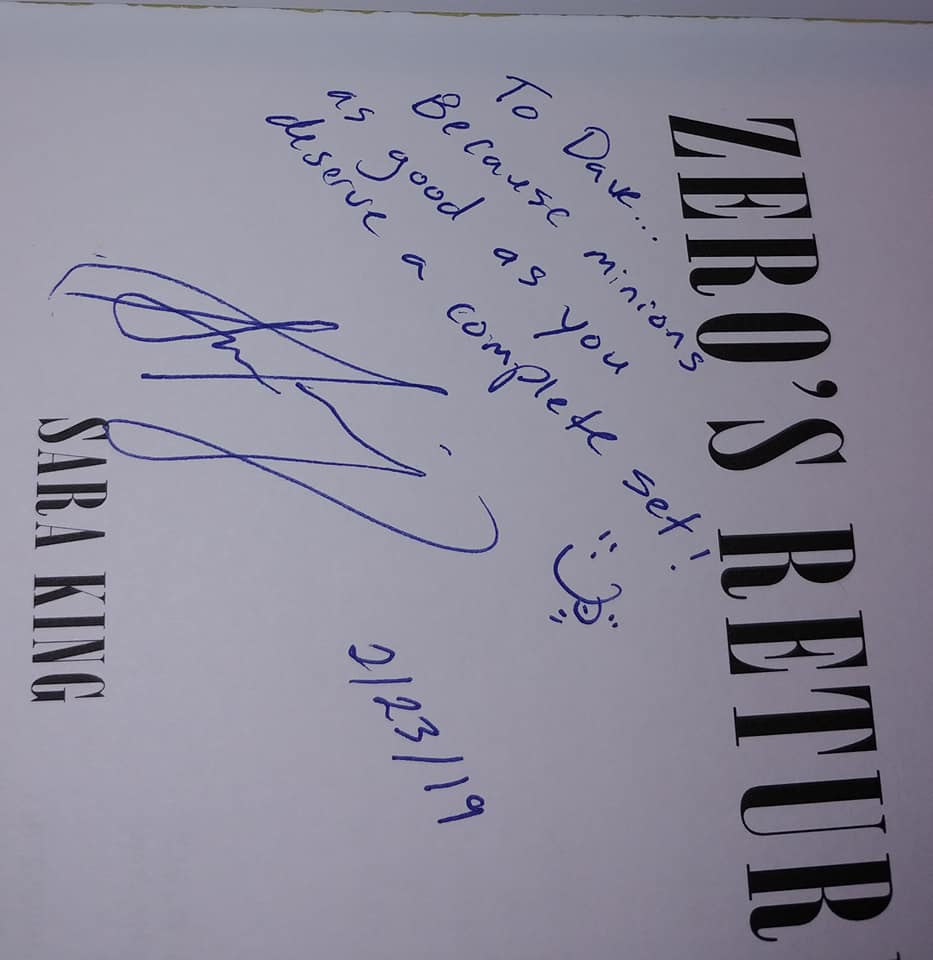 ZERO'S RETUR
To Dave...
Because minions
as good as you
deserve a complete set!
2/23/19
SARA KING